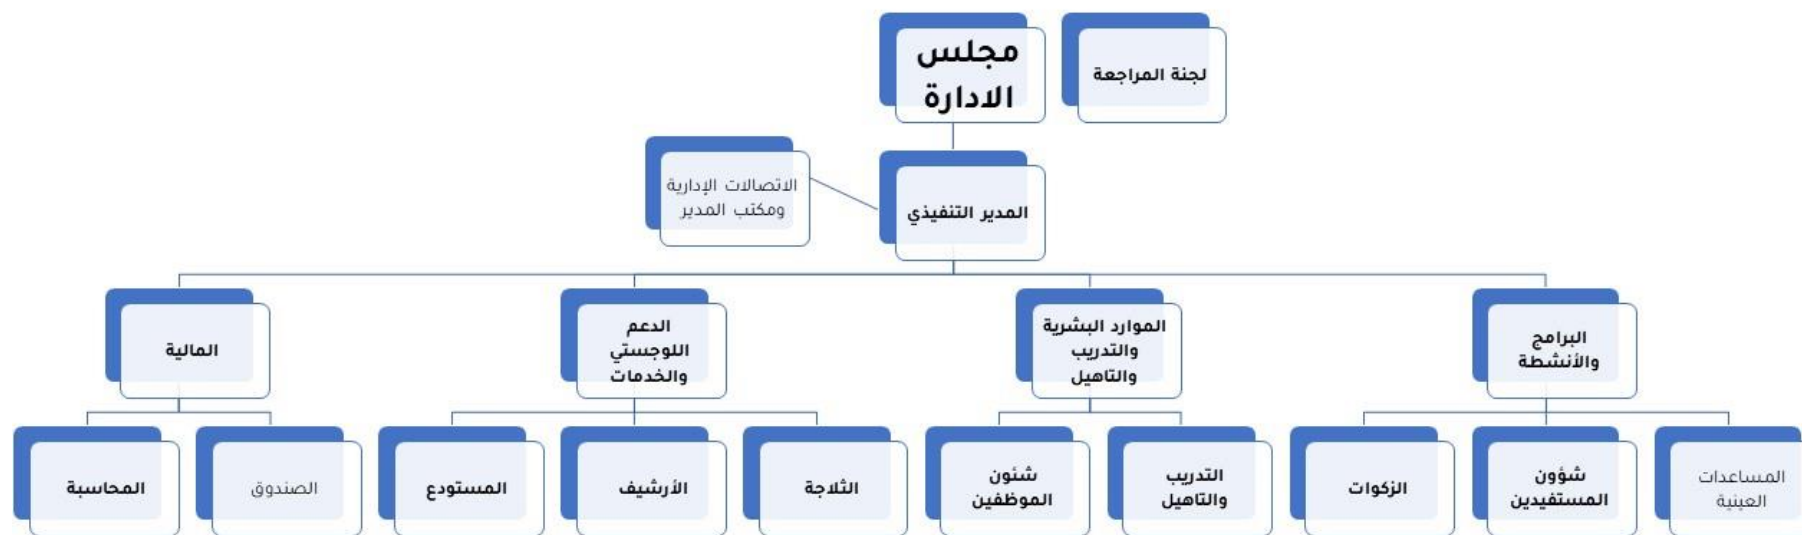 لجنة المراجعة
مجلس
الادارة
المدير التنفيذي
الاتصالات الإدارية
ومكتب المدير
البرامج
والأنشطة
الموارد البشرية
والتدريب
والتاهيل
الدعم
اللوجستي
والخدمات
المالية
المساعدات
العينية
شؤون
المستفيدين
الزكوات
التدريب
والتاهيل
شئون
الموظفين
الثلاجة
الأرشيف
المستودع
الصندوق
المحاسبة